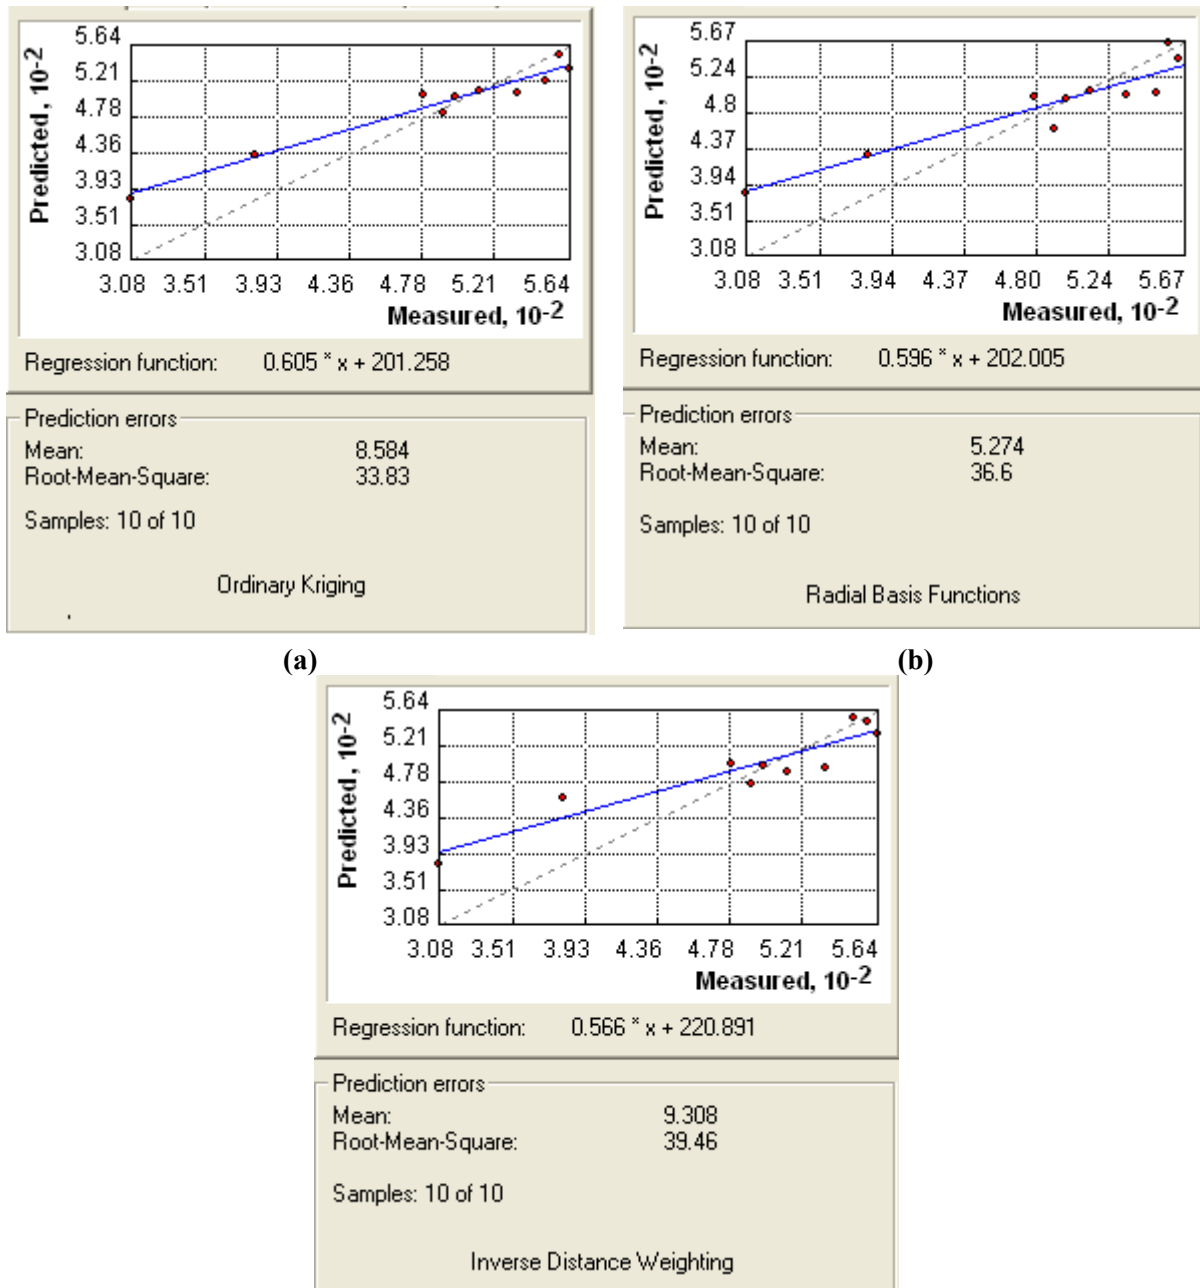 5.64
5.21
4.78
4.36
3.93
3.51
3.08
Predicted, 10-2
3.08 3.51 3.93 4.36 4.78 5.21 5.64
Measured, 10-2
Regression function: 0.605 * x + 201.258
Prediction errors
Mean: 8.584
Root-Mean-Square: 33.83
Samples: 10 of 10
Ordinary Kriging
(a)
5.67
5.24
4.8
4.37
3.94
3.51
3.08
Predicted, 10-2
3.08 3.51 3.94 4.37 4.80 5.24 5.67
Measured, 10-2
Regression function: 0.596 * x + 202.005
Prediction errors
Mean: 5.274
Root-Mean-Square: 36.6
Samples: 10 of 10
Radial Basis Functions
(b)
5.64
5.21
4.78
4.36
3.93
3.51
3.08
Predicted, 10-2
3.08 3.51 3.93 4.36 4.78 5.21 5.64
Measured, 10-2
Regression function: 0.566 * x + 220.891
Prediction errors
Mean: 9.308
Root-Mean-Square: 39.46
Samples: 10 of 10
Inverse Distance Weighting